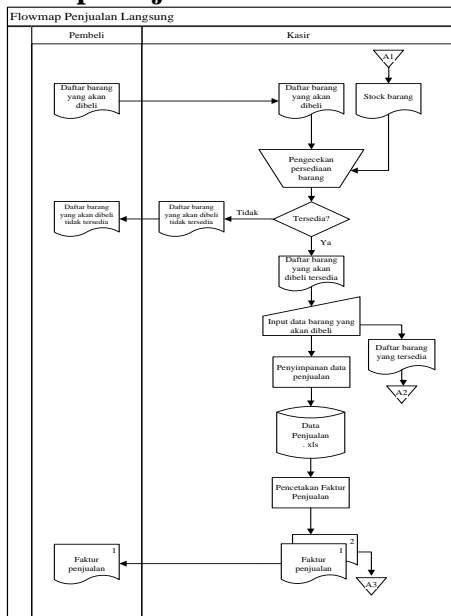 Flowmap Penjualan Langsung
Pembeli
Kasir
A1
Daftar barang
yang akan
dibeli
Daftar barang
yang akan
dibeli
Stock barang
Pengecekan
persediaan
barang
Tersedia?
Tidak
Daftar barang
yang akan dibeli
tidak tersedia
Daftar barang
yang akan dibeli
tidak tersedia
Ya
Daftar barang
yang akan
dibeli tersedia
Input data barang yang
akan dibeli
Daftar barang
yang tersedia
A2
Penyimpanan data
penjualan
Data
Penjualan
. xls
Pencetakan Faktur
Penjualan
2
1
Faktur
penjualan
1
Faktur
penjualan
A3